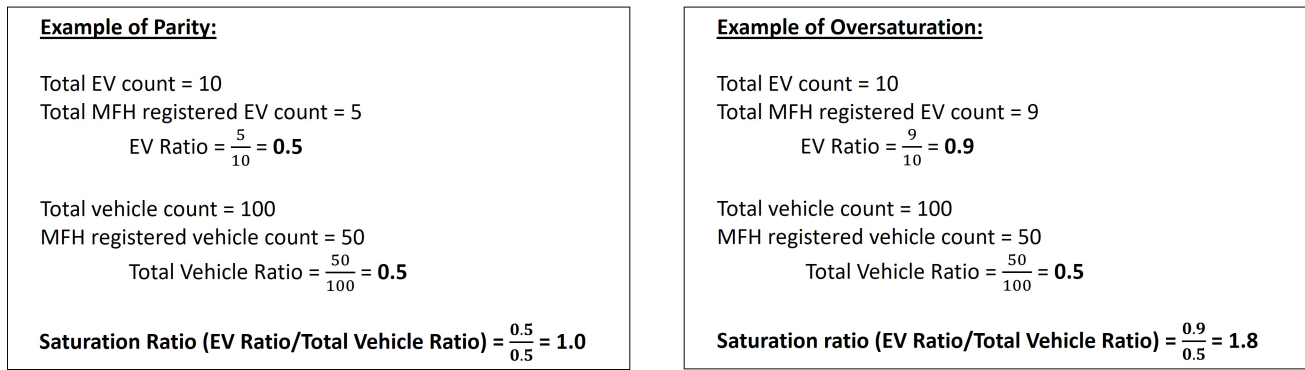 Example of Parity:
Total EV count = 10
Total MFH registered EV count = 5
EV Ratio = 5/10 = 0.5
Total vehicle count = 100
MFH registered vehicle count = 50
Total Vehicle Ratio = 50/100 = 0.5
Saturation Ratio (EV Ratio/Total Vehicle Ratio) = 0.5/0.5 = 1.0
Example of Oversaturation:
Total EV count = 10
Total MFH registered EV count = 9
EV Ratio = 9/10 = 0.9
Total vehicle count = 100
MFH registered vehicle count = 50
Total Vehicle Ratio = 50/100 = 0.5
Saturation ratio (EV Ratio/Total Vehicle Ratio) = 0.9/0.5 = 1.8